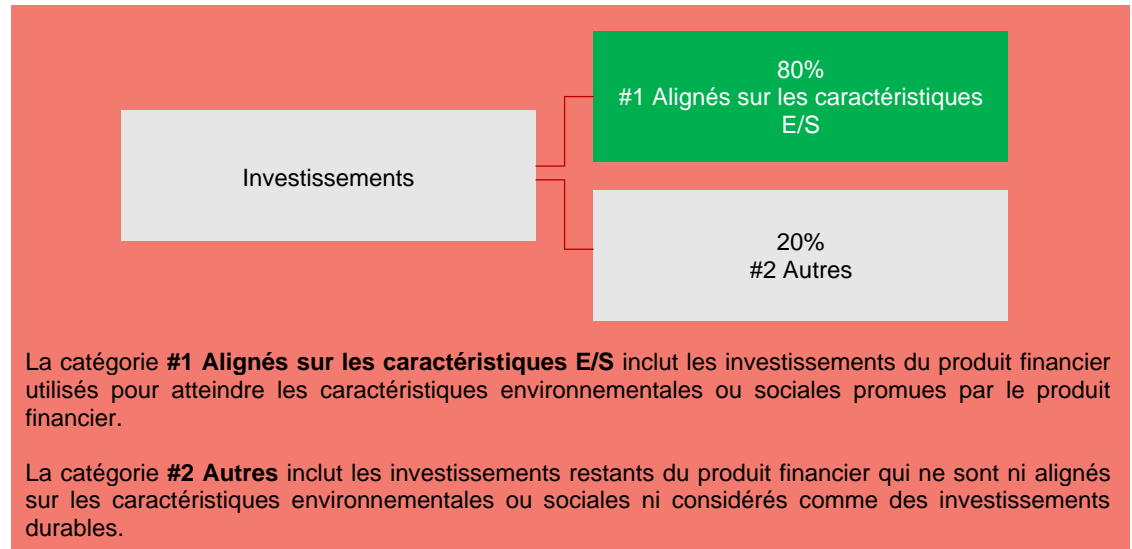 80%
#1 Alignés sur les caractéristiques
E/S
Investissements
20%
#2 Autres
La catégorie #1 Alignés sur les caractéristiques E/S inclut les investissements du produit financier
utilisés pour atteindre les caractéristiques environnementales ou sociales promues par le produit
financier.
La catégorie #2 Autres inclut les investissements restants du produit financier qui ne sont ni alignés
sur les caractéristiques environnementales ou sociales ni considérés comme des investissements
durables.